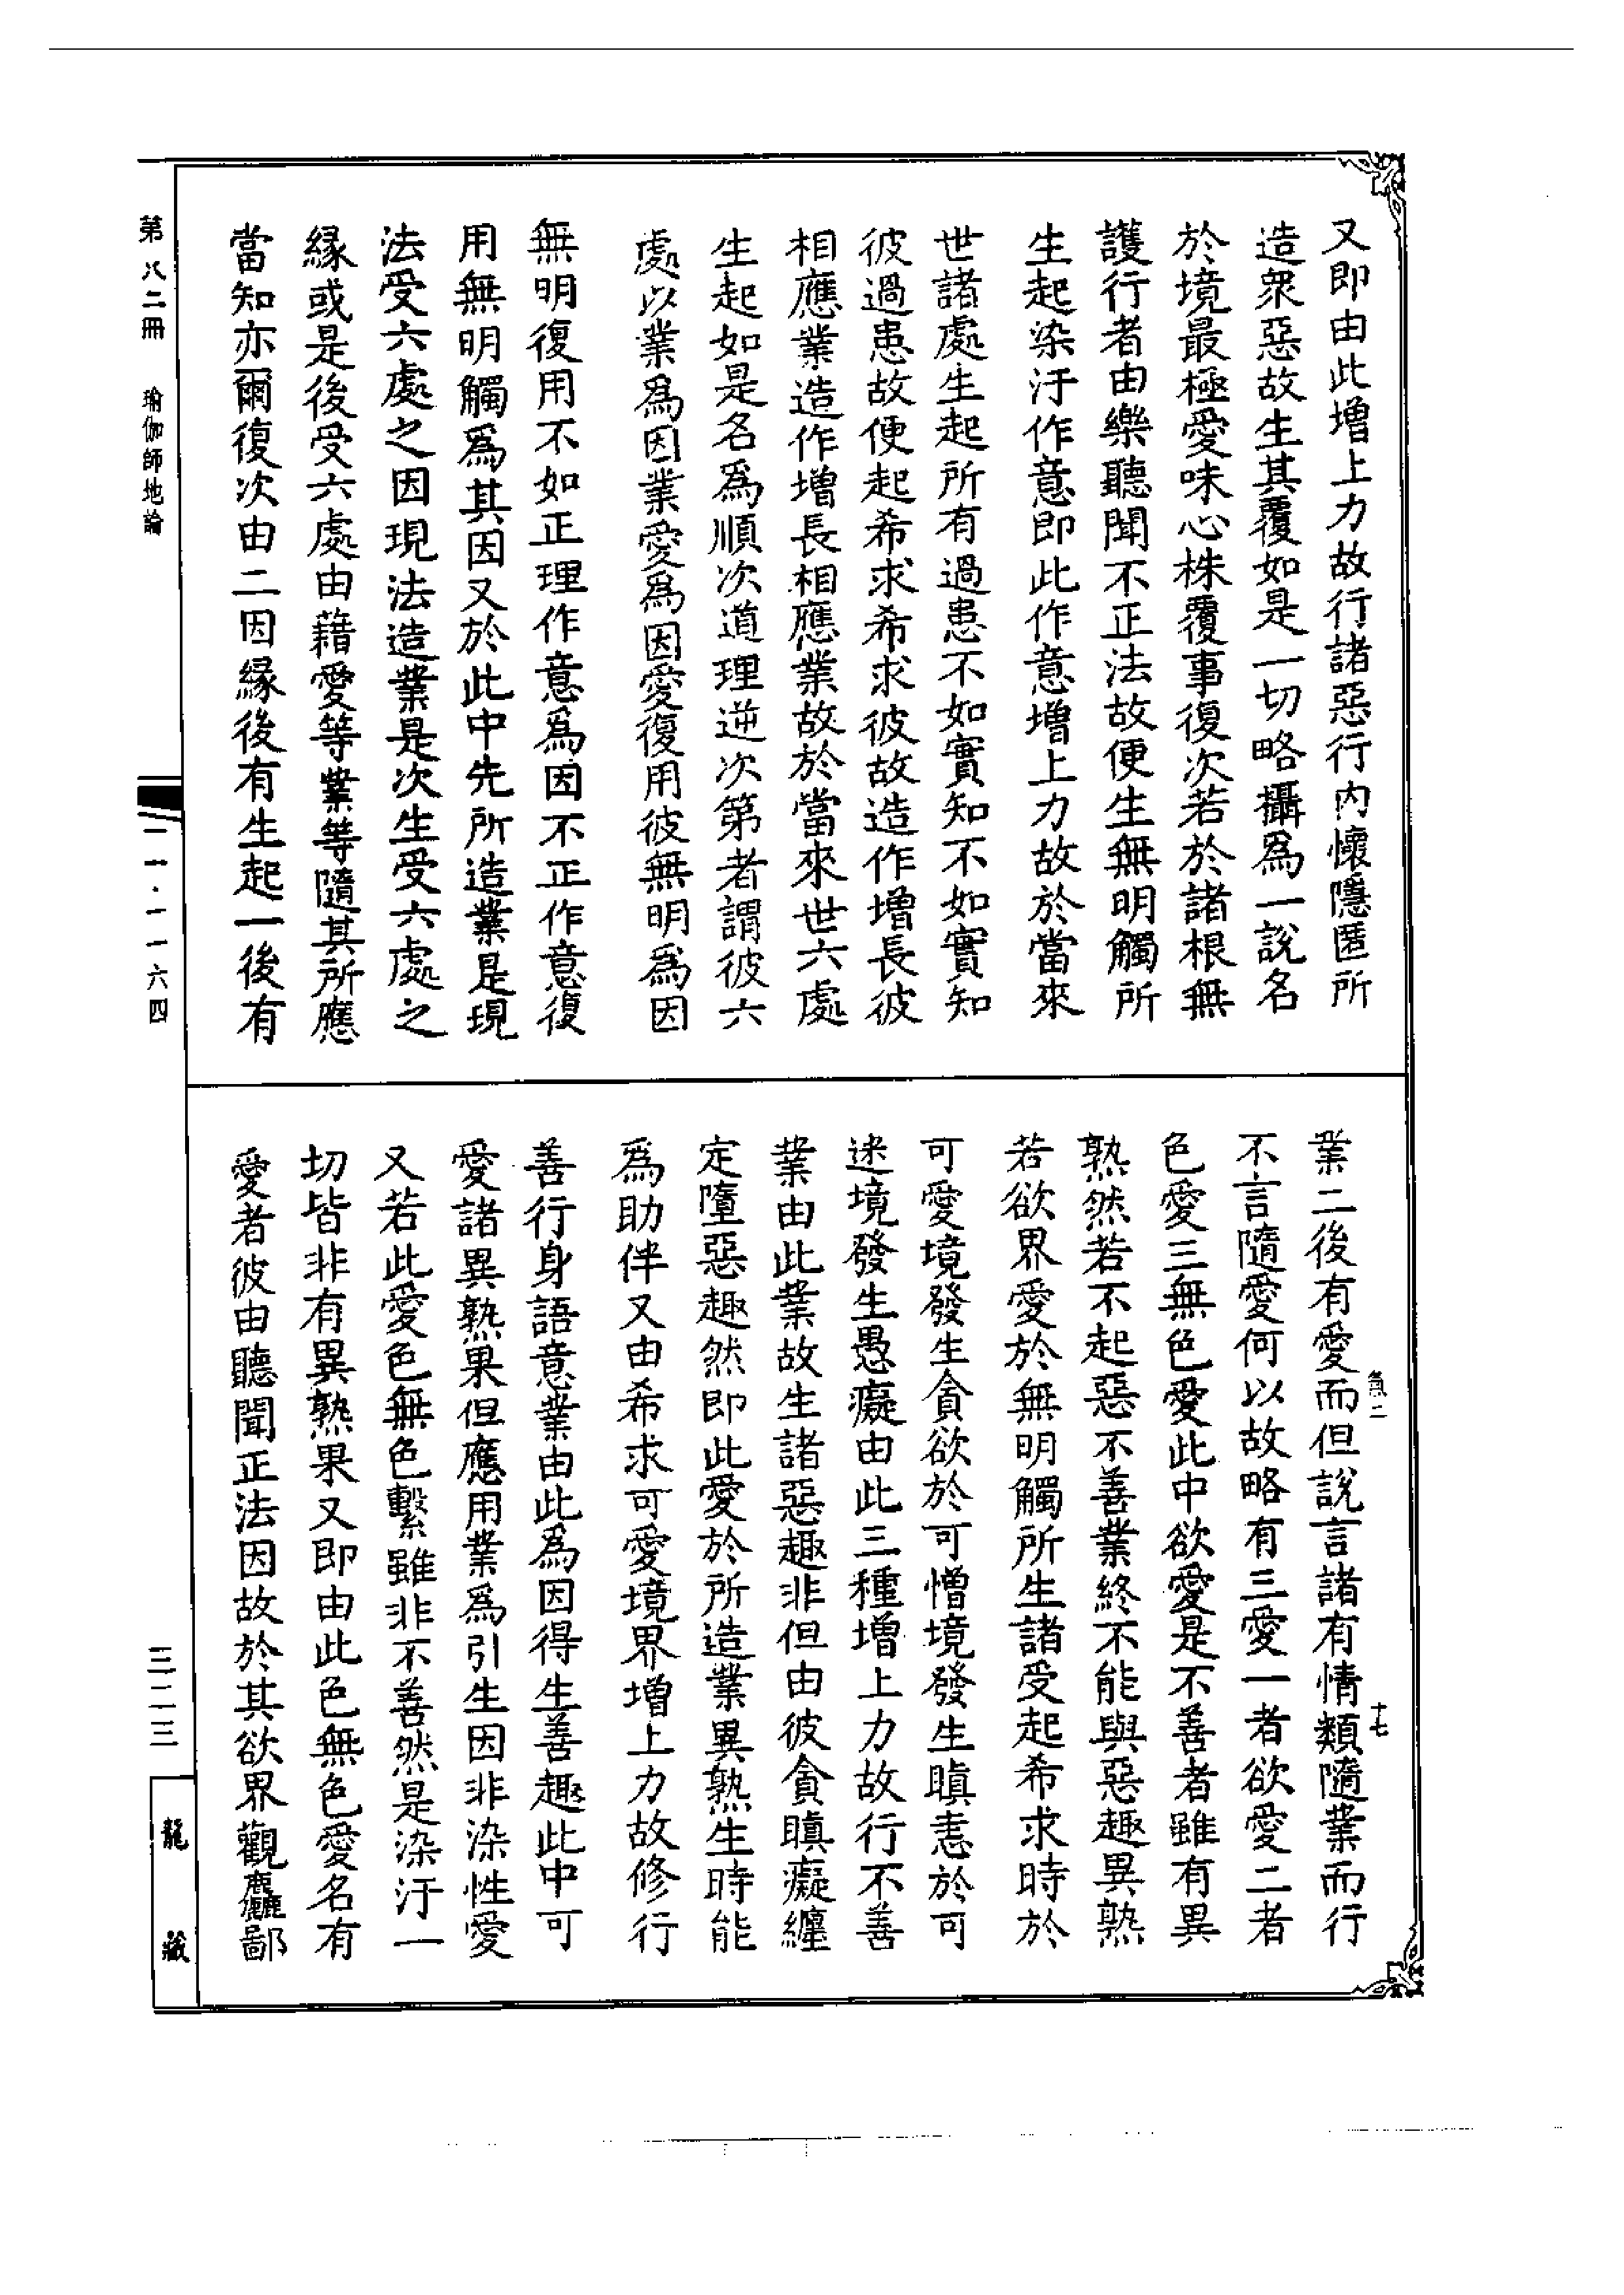 又即由此增上力故行諸惡行內懷隱匿所
造衆惡故生其覆如是一切略攝爲一說名
於境最極愛味心株覆事復次若於諸根無
護行者由樂聽聞不正法故便生無明觸所
生起染汙作意即此作意增上力故於當來
世諸處生起所有過患不如實知不如實知
彼過患故便起希求希求彼故造作增長彼
相應業造作增長相應業故於當來世六處
生起如是名爲順次道理逆次第者謂彼六
處以業爲因業愛爲因愛復用彼無明爲因
無明復用不如正理作意爲因不正作意復
用無明觸爲其因又於此中先所造業是現
法受六處之因現法造業是次生受六處之
緣或是後受六處由藉愛等業等隨其所應
當知亦爾復次由二因緣後有生起一後有
業二後有愛而但說言諸有情類隨業而行
不言隨愛何以故略有三愛一者欲愛二者
色愛三無色愛此中欲愛是不善者雖有異
熟然若不起惡不善業終不能與惡趣異熟
若欲界愛於無明觸所生諸受起希求時於
可愛境發生貪欲於可憎境發生瞋恚於可
迷境發生愚癡由此三種增上力故行不善
業由此業故生諸惡趣非但由彼貪瞋癡纏
定墮惡趣然即此愛於所造業異熟生時能
爲助伴又由希求可愛境界增上力故修行
善行身語意業由此爲因得生善趣此中可
愛諸異熟果但應用業爲引生因非染性愛
又若此愛色無色繫雖非不善然是染汙一
切皆非有異熟果又即由此色無色愛名有
愛者彼由聽聞正法因故於其欲界觀麤鄙
十七
第八二冊 瑜伽師地論
一一·一一六四
三二三
龍藏